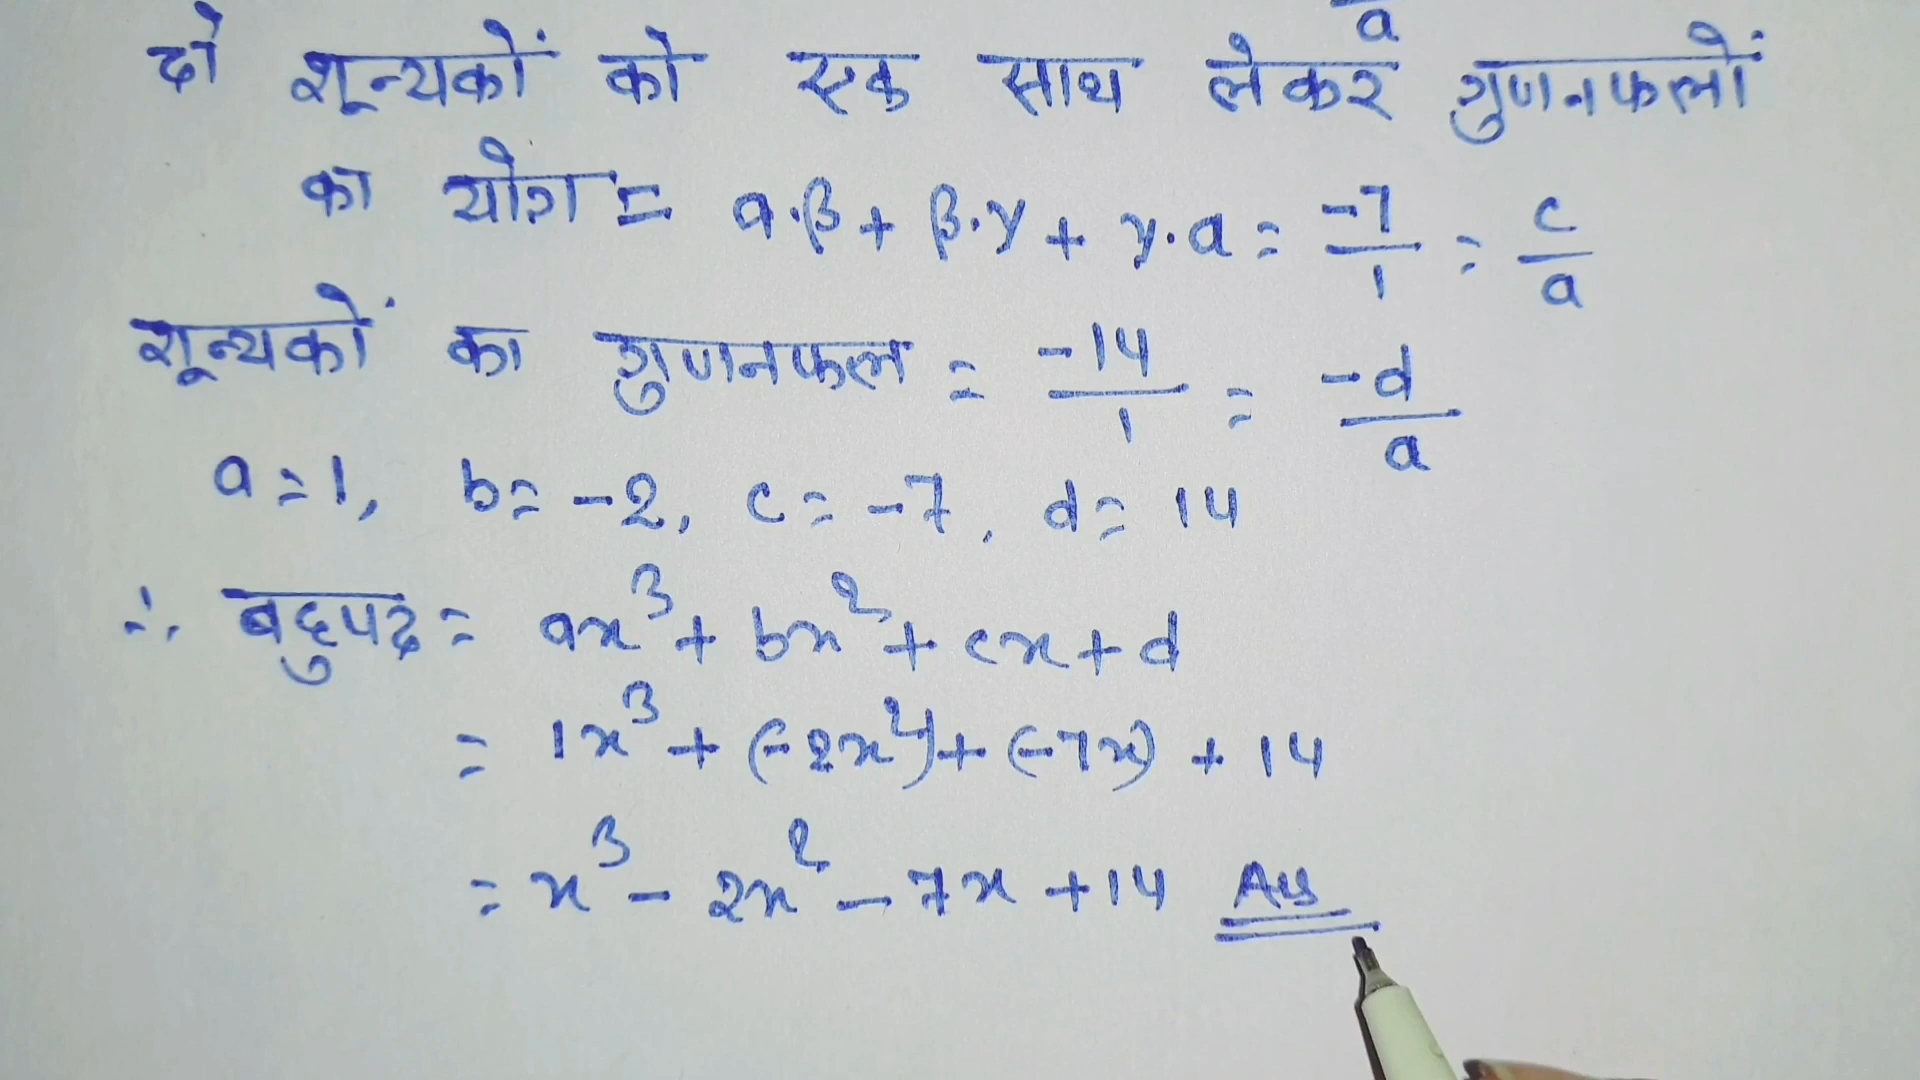 a
दो शून्यकों को एक साथ लेकर गुणनफलों
का योग = α·β + β·γ + γ·α = -7/1 = c/a
शून्यकों का गुणनफल = -14/1 = -d/a
a = 1, b = -2, c = -7, d = 14
∴ बहुपद = ax³ + bx² + cx + d
= 1x³ + (-2x²) + (-7x) + 14
= x³ - 2x² - 7x + 14 Ans